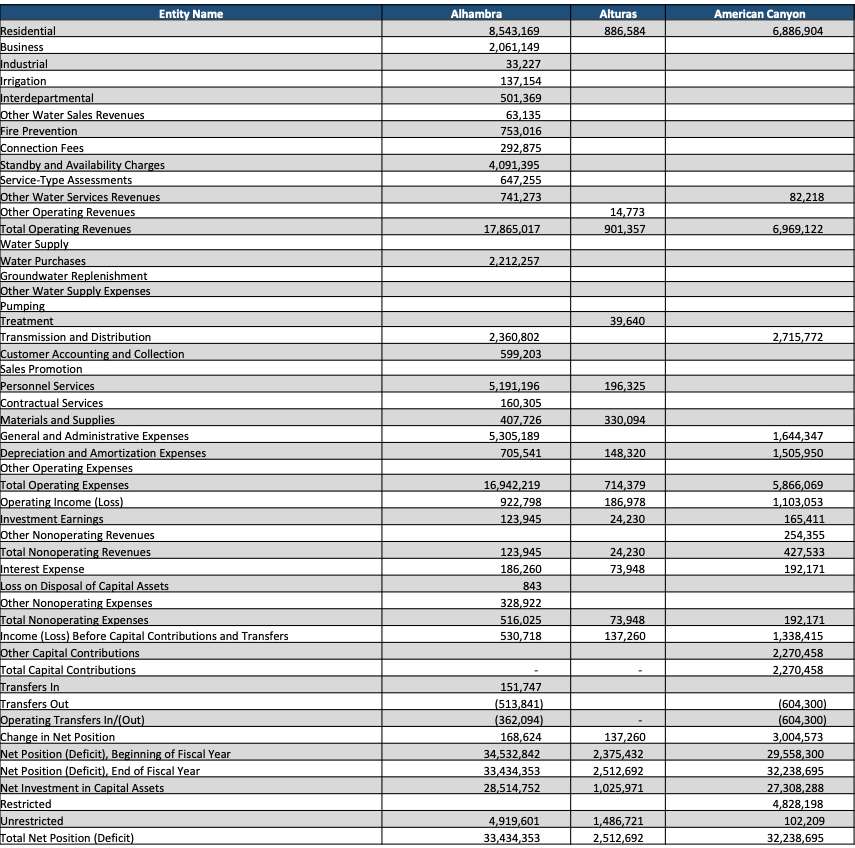 Entity Name Alhambra Alturas American Canyon
Residential 8,543,169 886,584 6,886,904
Business 2,061,149
Industrial 33,227
Irrigation 137,154
Interdepartmental 501,369
Other Water Sales Revenues 63,135
Fire Prevention 753,016
Connection Fees 292,875
Standby and Availability Charges 4,091,395
Service-Type Assessments 647,255
Other Water Services Revenues 741,273 82,218
Other Operating Revenues 14,773
Total Operating Revenues 17,865,017 901,357 6,969,122
Water Supply
Water Purchases 2,212,257
Groundwater Replenishment
Other Water Supply Expenses
Pumping
Treatment 39,640
Transmission and Distribution 2,360,802 2,715,772
Customer Accounting and Collection 599,203
Sales Promotion
Personnel Services 5,191,196 196,325
Contractual Services 160,305
Materials and Supplies 407,726 330,094
General and Administrative Expenses 5,305,189 1,644,347
Depreciation and Amortization Expenses 705,541 148,320 1,505,950
Other Operating Expenses
Total Operating Expenses 16,942,219 714,379 5,866,069
Operating Income (Loss) 922,798 186,978 1,103,053
Investment Earnings 123,945 24,230 165,411
Other Nonoperating Revenues 254,355
Total Nonoperating Revenues 123,945 24,230 427,533
Interest Expense 186,260 73,948 192,171
Loss on Disposal of Capital Assets 843
Other Nonoperating Expenses 328,922
Total Nonoperating Expenses 516,025 73,948 192,171
Income (Loss) Before Capital Contributions and Transfers 530,718 137,260 1,338,415
Other Capital Contributions 2,270,458
Total Capital Contributions - - 2,270,458
Transfers In 151,747
Transfers Out (513,841) (604,300)
Operating Transfers In/(Out) (362,094) - (604,300)
Change in Net Position 168,624 137,260 3,004,573
Net Position (Deficit), Beginning of Fiscal Year 34,532,842 2,375,432 29,558,300
Net Position (Deficit), End of Fiscal Year 33,434,353 2,512,692 32,238,695
Net Investment in Capital Assets 28,514,752 1,025,971 27,308,288
Restricted 4,828,198
Unrestricted 4,919,601 1,486,721 102,209
Total Net Position (Deficit) 33,434,353 2,512,692 32,238,695